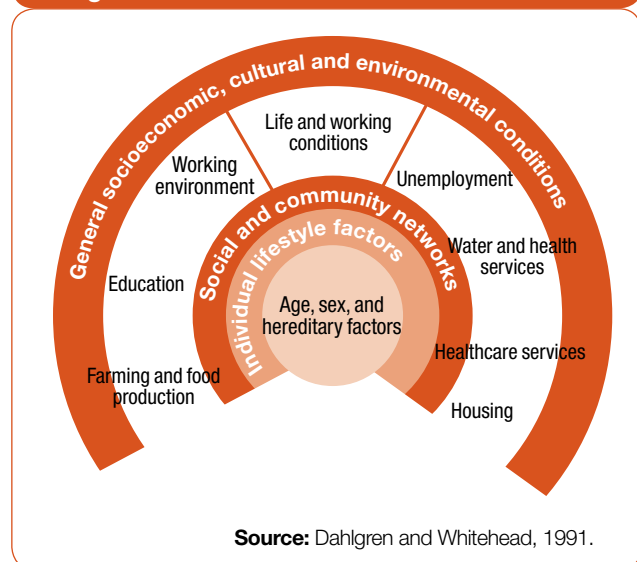 General socioeconomic, cultural and environmental conditions
Life and working
conditions
Working
environment
Unemployment
Social and community networks
Individual lifestyle factors
Water and health
services
Education
Age, sex, and
hereditary factors
Healthcare services
Farming and food
production
Housing
Source: Dahlgren and Whitehead, 1991.